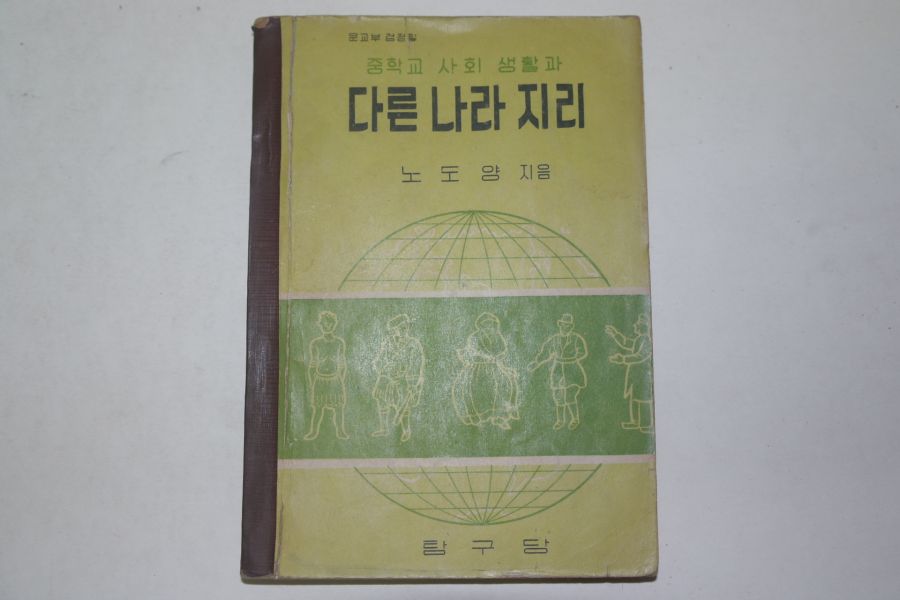 문교부 검정필
중학교 사회 생활과
다른 나라 지리
노도양 지음
탐구당